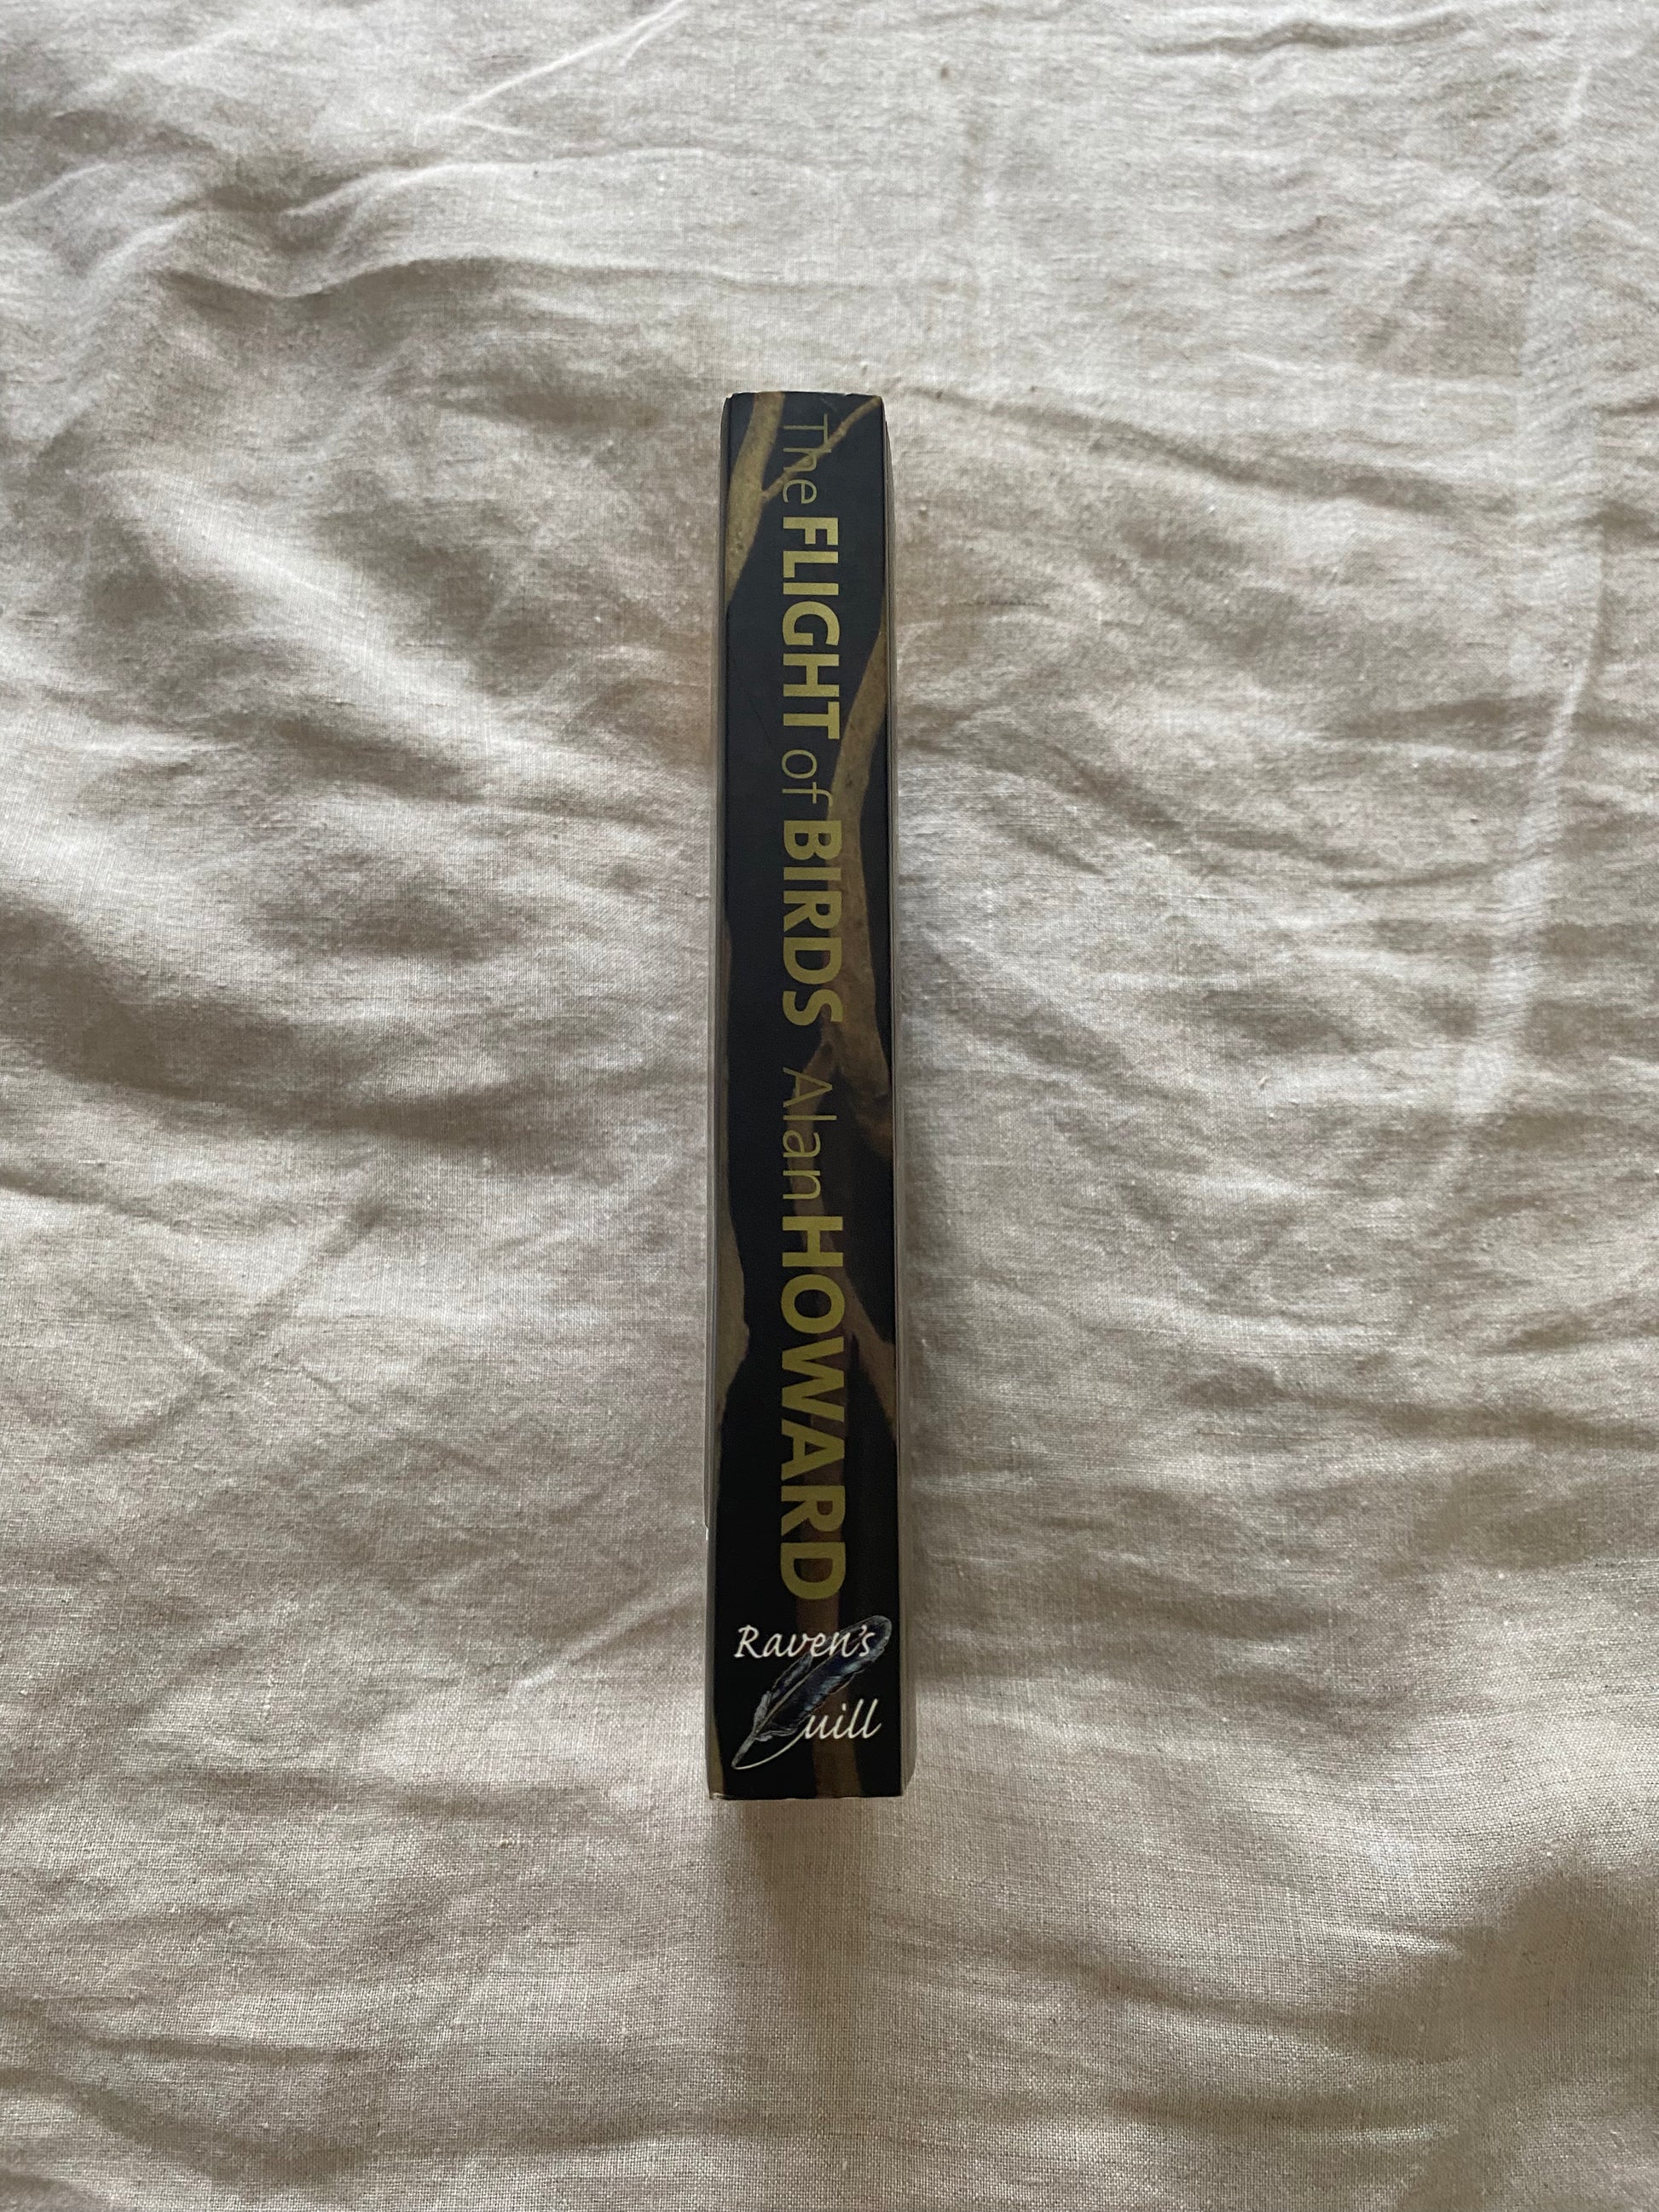 The FLIGHT of BIRDS Alan HOWARD
Raven's
Quill